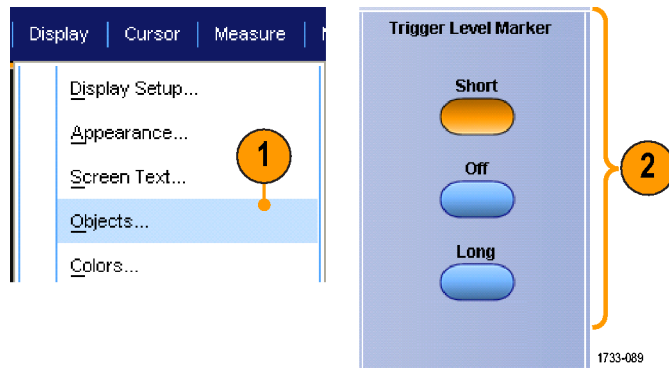 Display | Cursor | Measure |
Display Setup...
Appearance...
Screen Text...
Objects...
Colors...
1
Trigger Level Marker
Short
Off
Long
2
1733-089